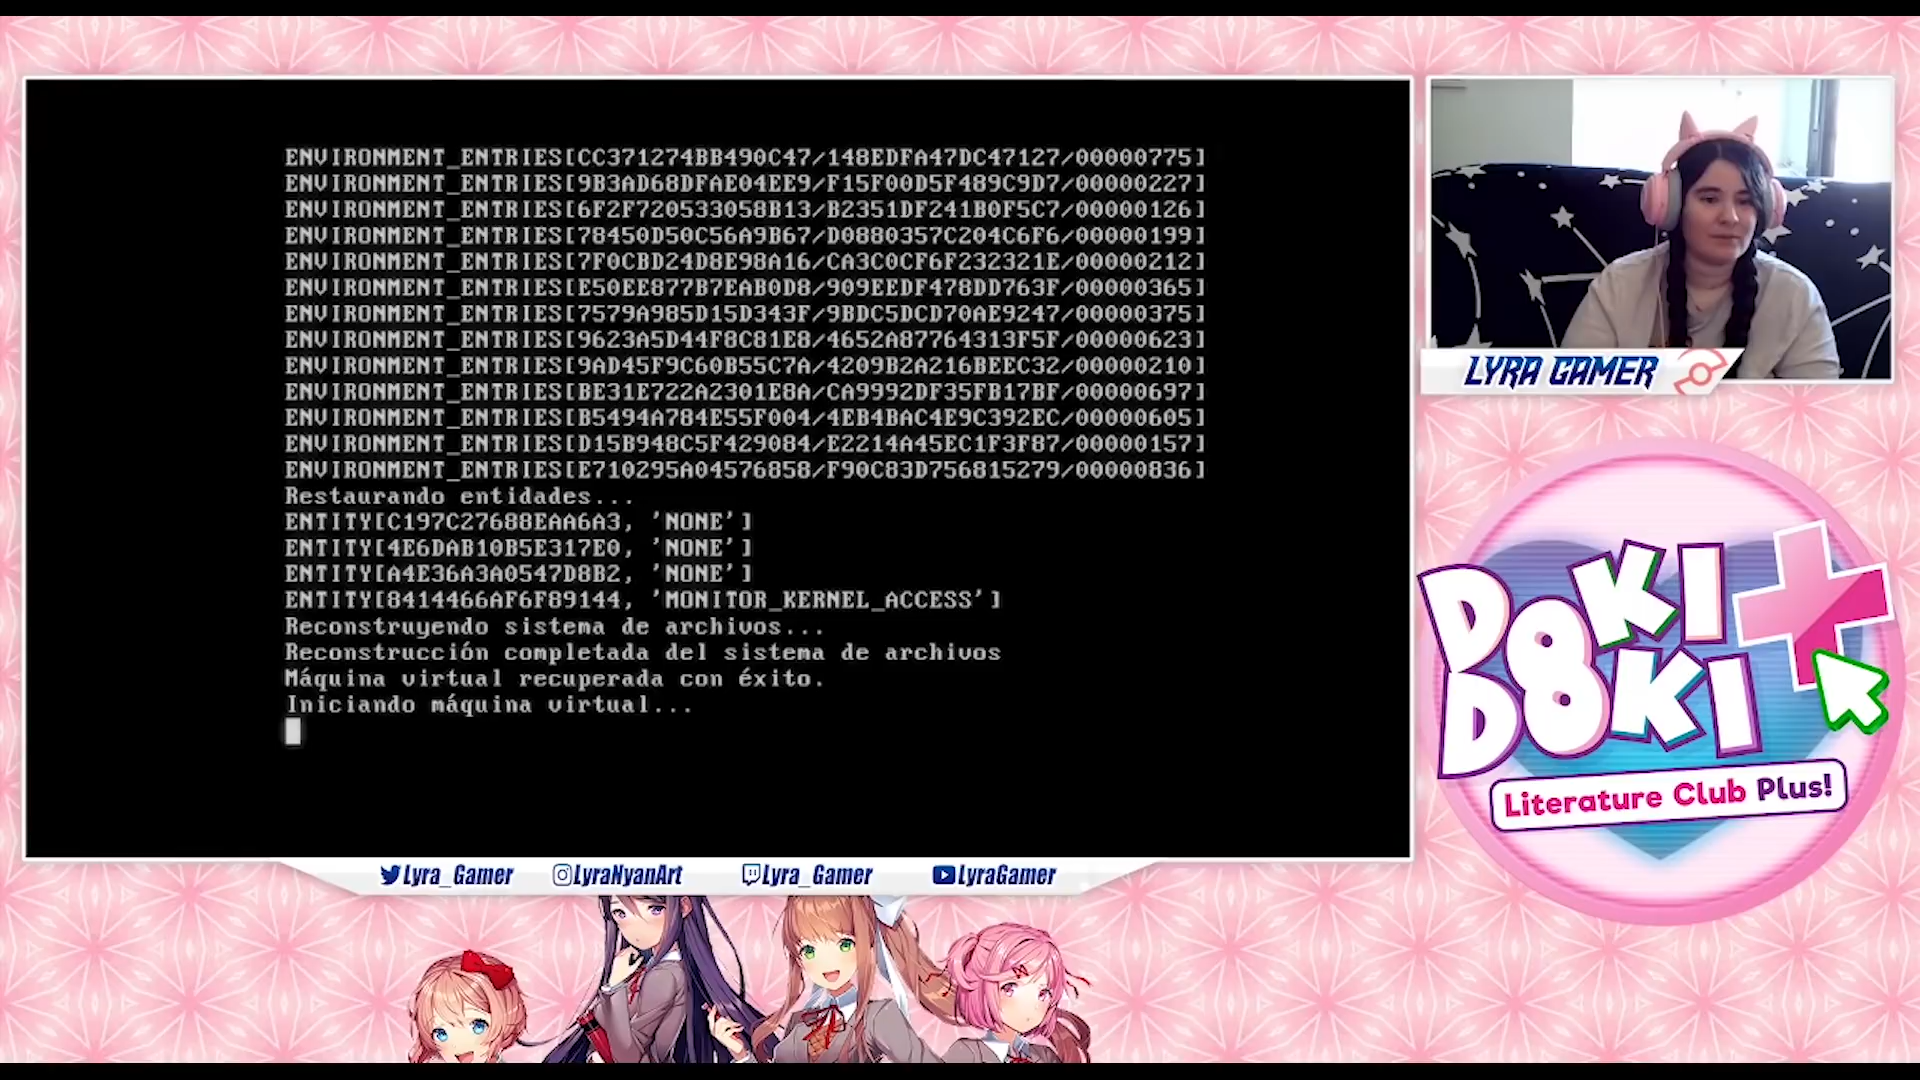 ENVIRONMENT_ENTRIES[CC371274BB490C47/148EDFA47DC47127/00000775]
ENVIRONMENT_ENTRIES[9B3AD68DFAE04EE9/F15F00D5F489C9D7/00000227]
ENVIRONMENT_ENTRIES[6F2F720533058B13/B2351DF241B0F5C7/00000126]
ENVIRONMENT_ENTRIES[78450D50C56A9B67/D0880357C204C6F6/00000199]
ENVIRONMENT_ENTRIES[7F0CBD24D8E98A16/CA3C0CF6F232321E/00000212]
ENVIRONMENT_ENTRIES[E50EE877B7EAB0D8/909EEDF478DD763F/00000365]
ENVIRONMENT_ENTRIES[7579A985D15D343F/9BDC5DCD70AE9247/00000375]
ENVIRONMENT_ENTRIES[9623A5D44F8C81E8/4652A87764313F5F/00000623]
ENVIRONMENT_ENTRIES[9AD45F9C60B55C7A/4209B2A216BEEC32/00000210]
ENVIRONMENT_ENTRIES[BE31E722A2301E8A/CA9992DF35FB17BF/00000697]
ENVIRONMENT_ENTRIES[B5494A784E55F004/4EB4BAC4E9C392EC/00000605]
ENVIRONMENT_ENTRIES[D15B948C5F429084/E2214A45EC1F3F87/00000157]
ENVIRONMENT_ENTRIES[E710295A04576858/F90C83D756815279/00000836]
Restaurando entidades...
ENTITY[C197C27688EAA6A3, 'NONE']
ENTITY[4E6DAB10B5E317E0, 'NONE']
ENTITY[A4E36A3A0547D8B2, 'NONE']
ENTITY[8414466AF6F89144, 'MONITOR_KERNEL_ACCESS']
Reconstruyendo sistema de archivos...
Reconstrucción completada del sistema de archivos
Máquina virtual recuperada con éxito.
Iniciando máquina virtual...
LYRA GAMER
DOKI
DOKI
Literature Club Plus!
Lyra_Gamer
LyraNyanArt
Lyra_Gamer
LyraGamer